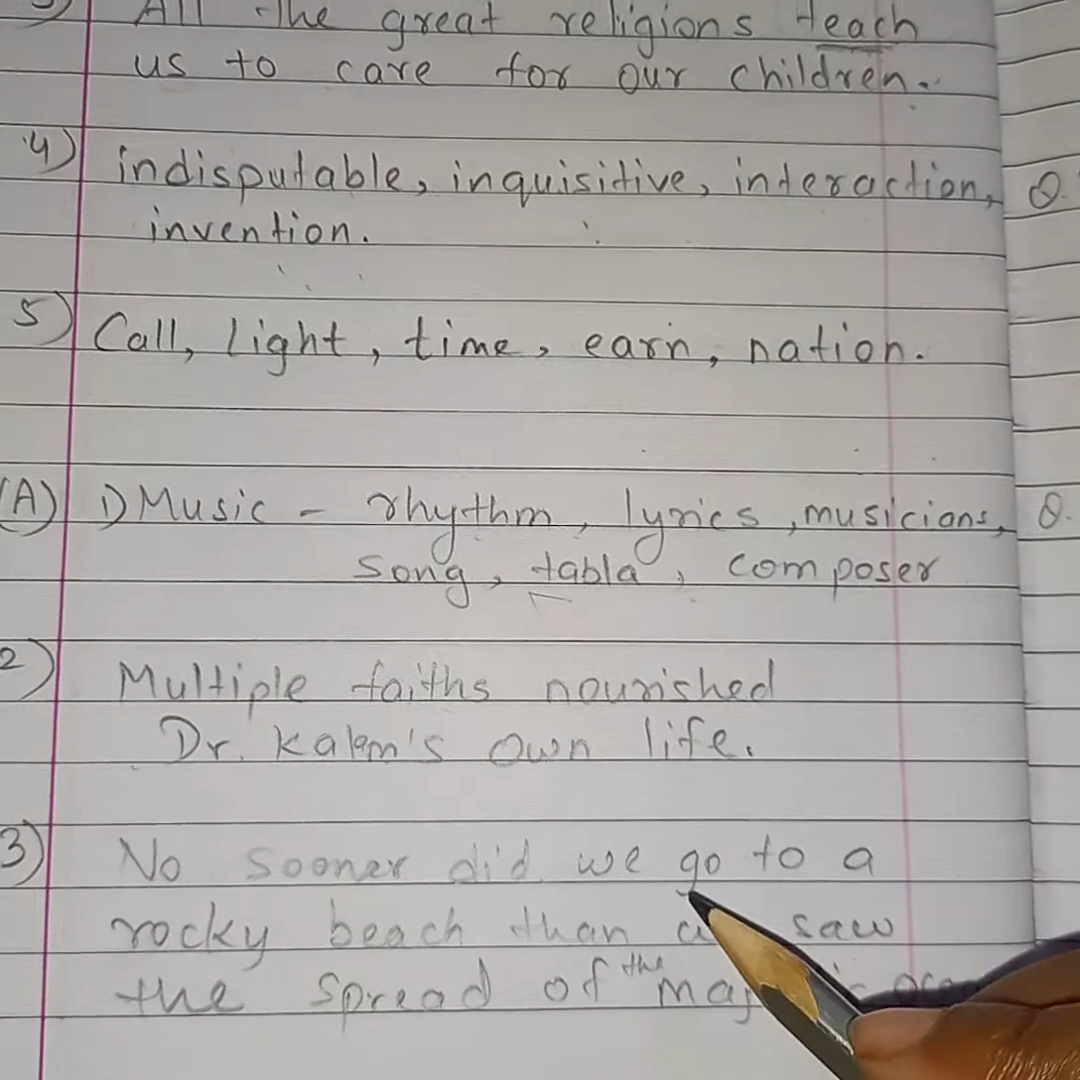 3) All the great religions teach
us to care for our children.
4) indisputable, inquisitive, interaction,
invention.
5) Call, Light, time, earn, nation.
(A) 1) Music - rhythm, lyrics, musicians,
song, tabla, composer
2) Multiple faiths nourished
Dr. Kalam's own life.
3) No sooner did we go to a
rocky beach than saw
the spread of the
Q.
Q.